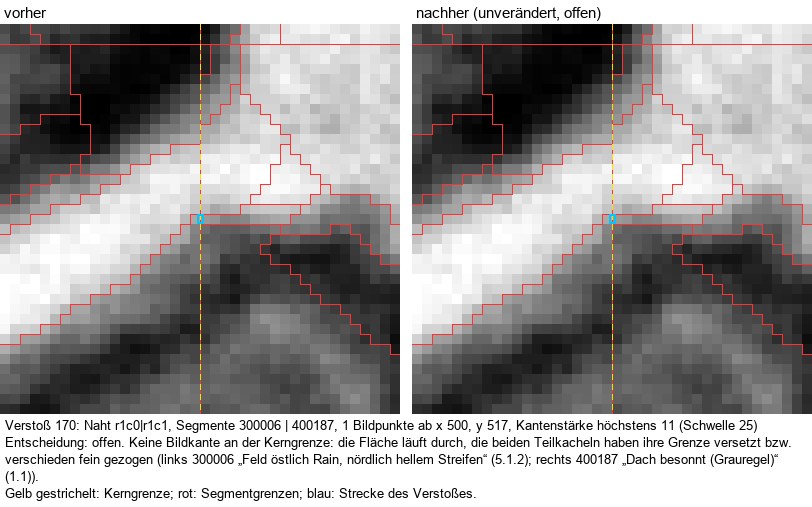 vorher
nachher (unverändert, offen)
Verstoß 170: Naht r1c0|r1c1, Segmente 300006 | 400187, 1 Bildpunkte ab x 500, y 517, Kantenstärke höchstens 11 (Schwelle 25)
Entscheidung: offen. Keine Bildkante an der Kerngrenze: die Fläche läuft durch, die beiden Teilkacheln haben ihre Grenze versetzt bzw.
verschieden fein gezogen (links 300006 „Feld östlich Rain, nördlich hellem Streifen“ (5.1.2); rechts 400187 „Dach besonnt (Grauregel)“
(1.1)).
Gelb gestrichelt: Kerngrenze; rot: Segmentgrenzen; blau: Strecke des Verstoßes.